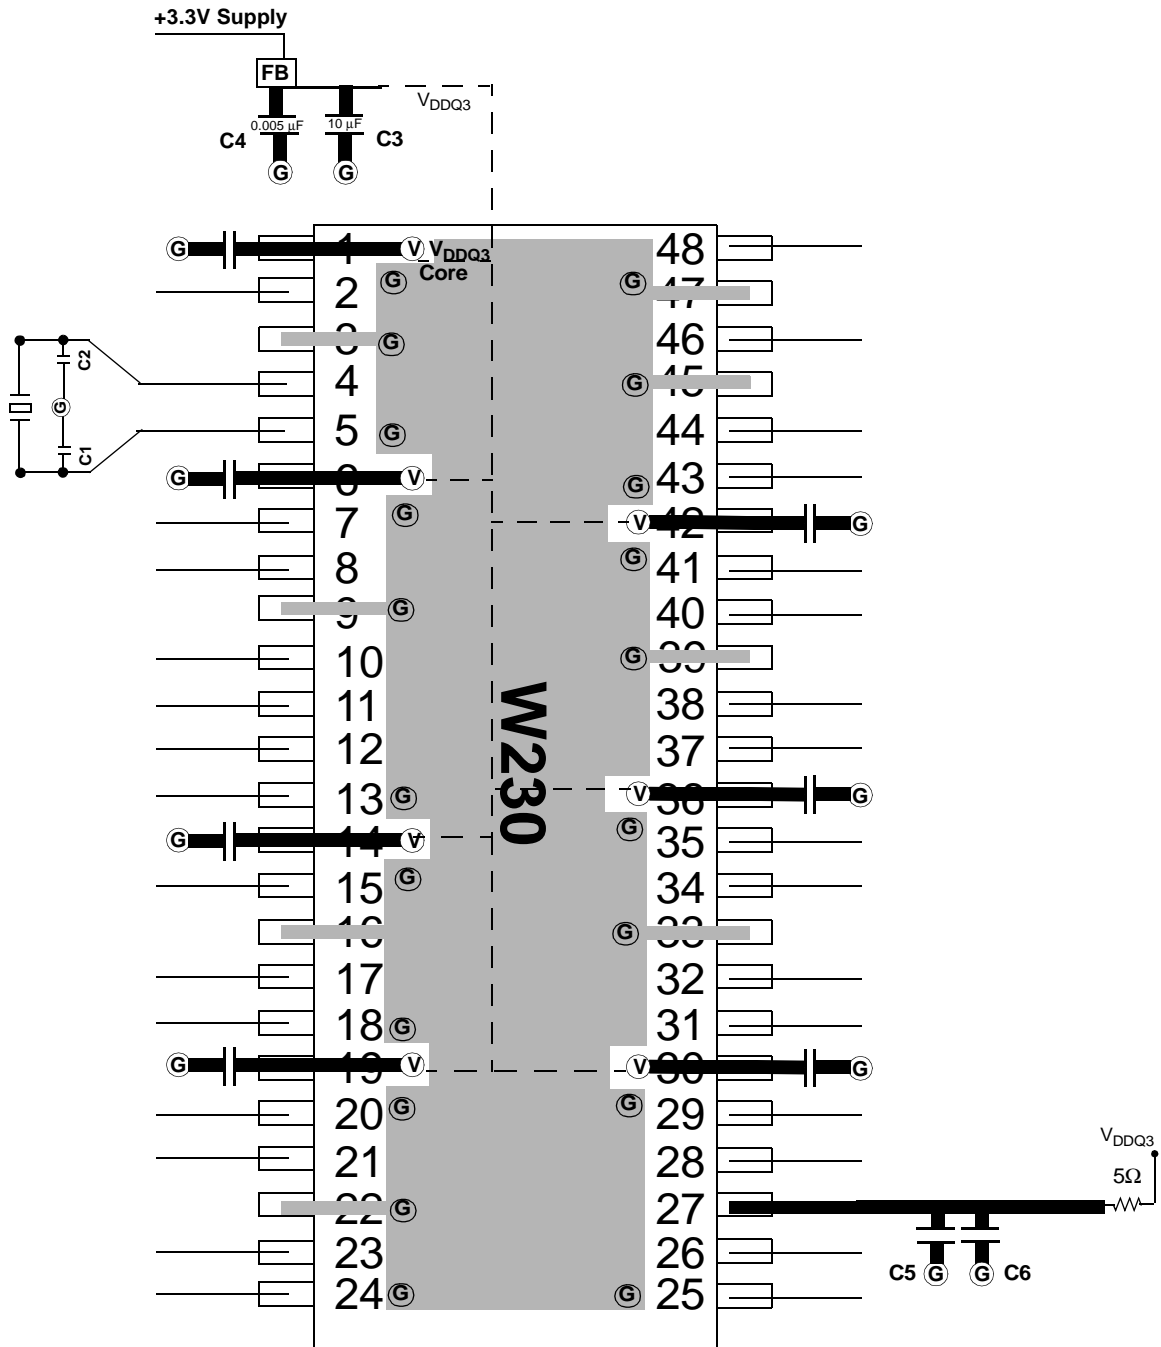 +3.3V Supply
FB
VDDQ3
C4
0.005 µF
10 µF
C3
G
G
G
1
V
VDDQ3
Core
48
2
G
G
47
3
G
46
C2
4
G
45
G
5
G
44
C1
G
6
V
G
43
7
G
V
42
G
8
G
41
9
G
40
10
G
39
11
38
12
37
W230
13
G
V
36
G
G
14
V
G
35
15
G
34
16
G
33
17
32
18
G
31
G
19
V
V
30
G
20
G
G
29
21
28
VDDQ3
5Ω
22
G
27
23
26
C5
G
G
C6
24
G
G
25